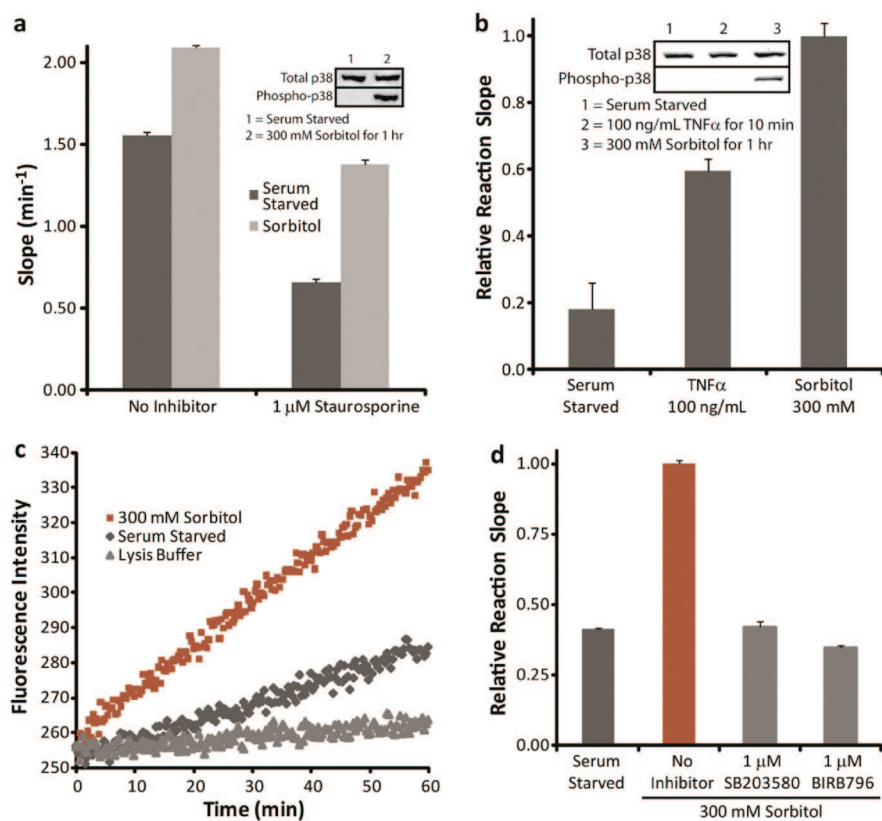 a
2.00
1.50
1.00
0.50
0.00
Slope (min-1)
1 2
Total p38
Phospho-p38
1 = Serum Starved
2 = 300 mM Sorbitol for 1 hr
Serum
Starved
Sorbitol
No Inhibitor
1 µM Staurosporine
b
1.0
0.8
0.6
0.4
0.2
0.0
Relative Reaction Slope
1 2 3
Total p38
Phospho-p38
1 = Serum Starved
2 = 100 ng/mL TNFα for 10 min
3 = 300 mM Sorbitol for 1 hr
Serum
Starved
TNFα
100 ng/mL
Sorbitol
300 mM
c
340
330
320
310
300
290
280
270
260
250
Fluorescence Intensity
300 mM Sorbitol
Serum Starved
Lysis Buffer
0 10 20 30 40 50 60
Time (min)
d
1.00
0.75
0.50
0.25
0.00
Relative Reaction Slope
Serum
Starved
No
Inhibitor
1 µM
SB203580
1 µM
BIRB796
300 mM Sorbitol